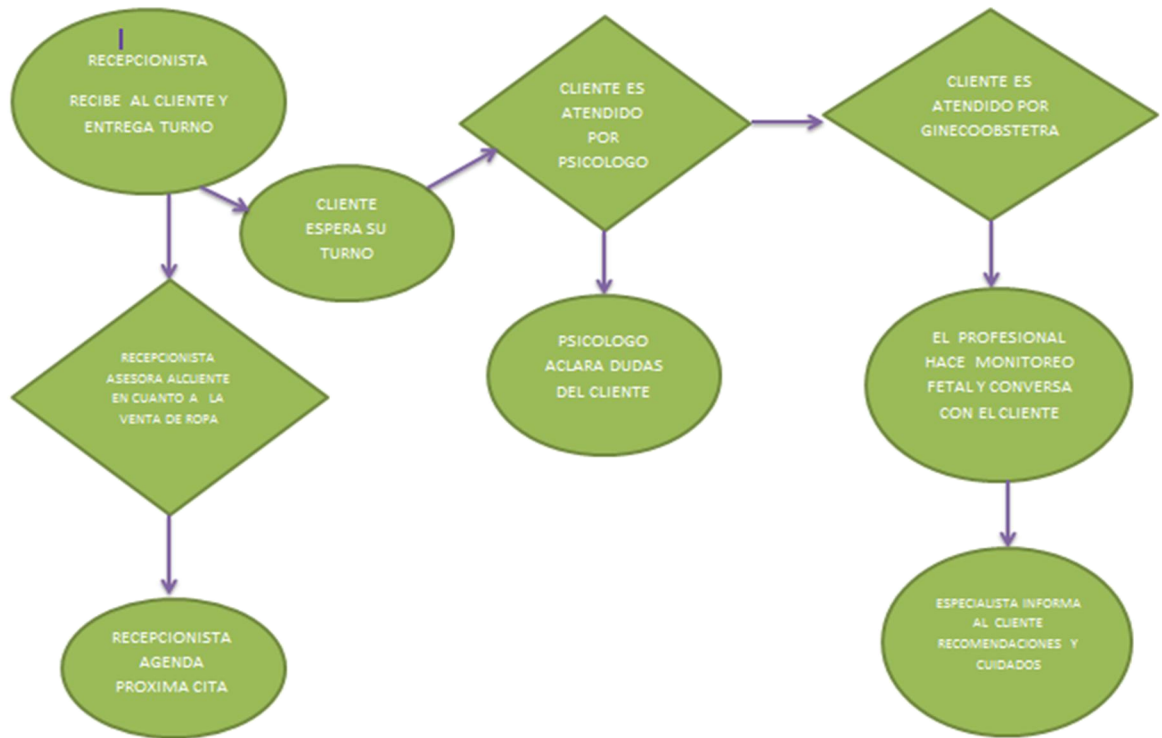 RECEPCIONISTA
RECIBE AL CLIENTE Y
ENTREGA TURNO
CLIENTE
ESPERA SU
TURNO
CLIENTE ES
ATENDIDO
POR
PSICOLOGO
CLIENTE ES
ATENDIDO POR
GINECOOBSTETRA
RECEPCIONISTA
ASESORA ALCLIENTE
EN CUANTO A LA
VENTA DE ROPA
PSICOLOGO
ACLARA DUDAS
DEL CLIENTE
EL PROFESIONAL
HACE MONITOREO
FETAL Y CONVERSA
CON EL CLIENTE
RECEPCIONISTA
AGENDA
PROXIMA CITA
ESPECIALISTA INFORMA
AL CLIENTE
RECOMENDACIONES Y
CUIDADOS